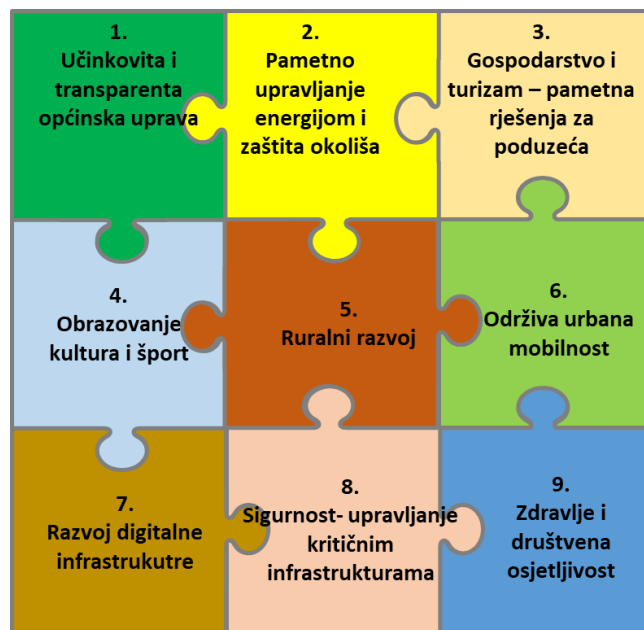 1.
Učinkovita i
transparenta
općinska uprava
2.
Pametno
upravljanje
energijom i
zaštita okoliša
3.
Gospodarstvo i
turizam – pametna
rješenja za
poduzeća
4.
Obrazovanje
kultura i šport
5.
Ruralni razvoj
6.
Održiva urbana
mobilnost
7.
Razvoj digitalne
infrastrukutre
8.
Sigurnost- upravljanje
kritičnim
infrastrukturama
9.
Zdravlje i
društvena
osjetljivost